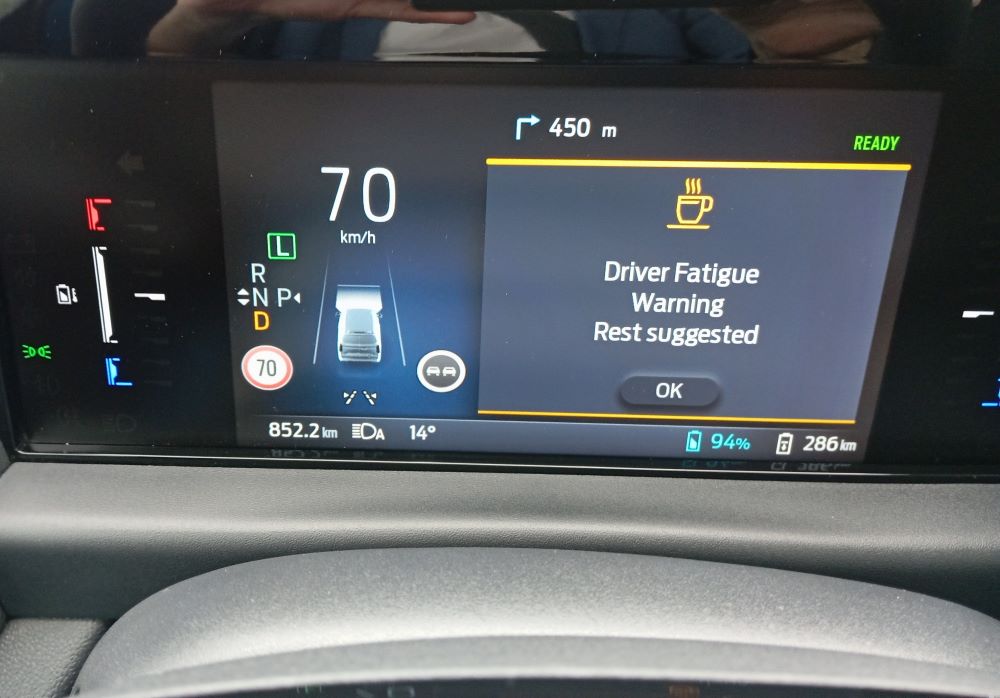 450 m
READY
70
km/h
L
R
N P
D
70
Driver Fatigue
Warning
Rest suggested
OK
852.2 km
A
14°
94%
286 km